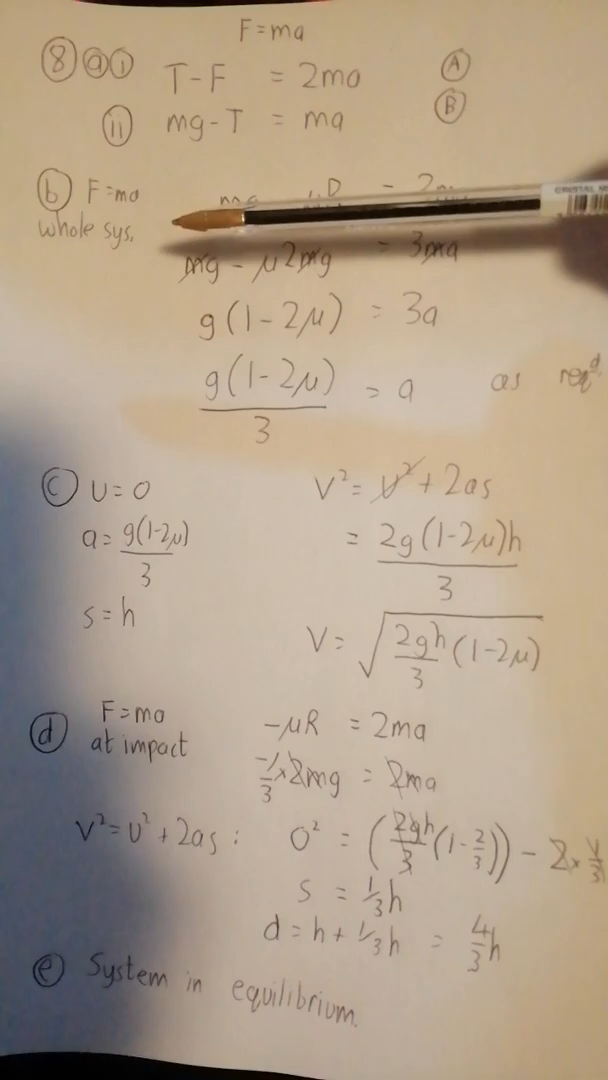 F = ma
8 a i T - F = 2ma A
ii mg - T = ma B
b F = ma
whole sys.
mg - μ2mg = 3ma
g(1 - 2μ) = 3a
g(1 - 2μ) / 3 = a as reqd.
c u = 0
a = g(1 - 2μ) / 3
s = h
v² = u² + 2as
= 2g(1 - 2μ)h / 3
v = √(2gh/3 (1 - 2μ))
d F = ma
at impact
-μR = 2ma
-1/3 × 2mg = 2ma
v² = u² + 2as : 0² = (2gh/3 (1 - 2/3)) - 2 ×
s = 1/3 h
d = h + 1/3 h = 4/3 h
e System in equilibrium.
CRISTAL